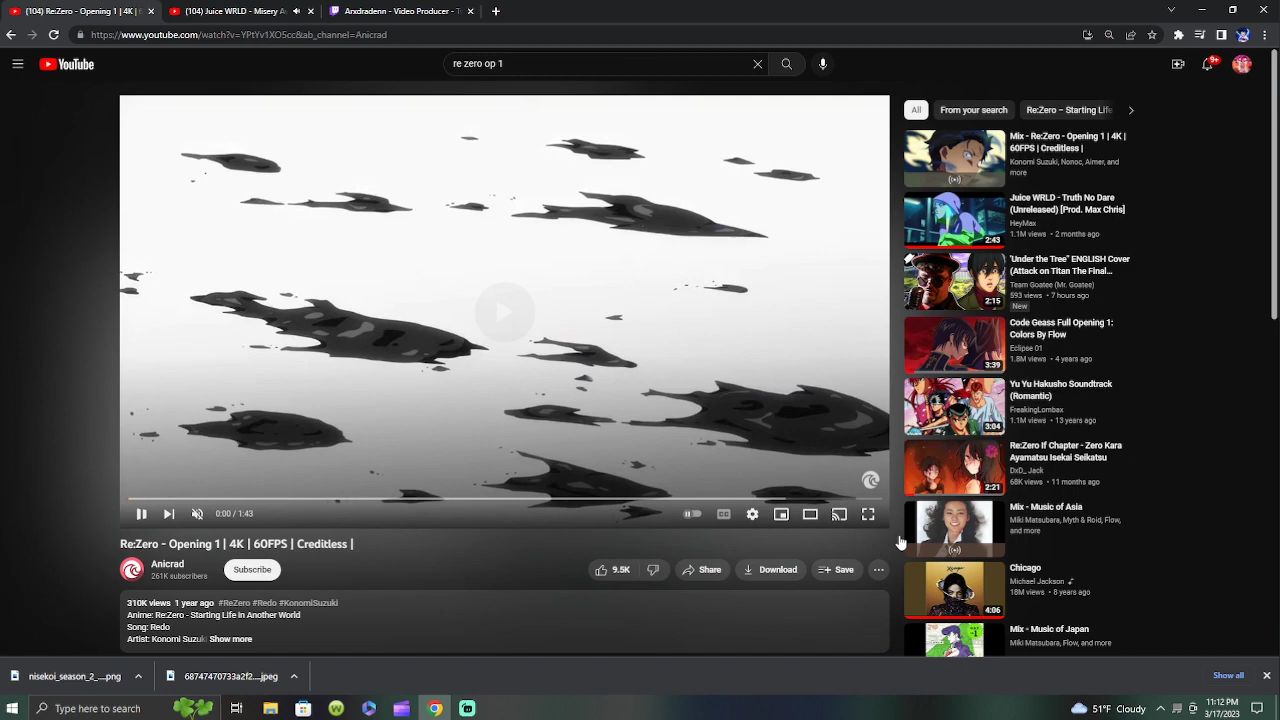 (104) Re:Zero - Opening 1 | 4K | 6
(104) Juice WRLD - Misery A
Andradenn - Video Produce
https://www.youtube.com/watch?v=YPtYv1XO5cc&ab_channel=Anicrad
YouTube
re zero op 1
9+
All
From your search
Re:Zero – Starting Life
Mix - Re:Zero - Opening 1 | 4K |
60FPS | Creditless |
Konomi Suzuki, Nonoc, Aimer, and
more
Juice WRLD - Truth No Dare
(Unreleased) [Prod. Max Chris]
HeyMax
1.1M views • 2 months ago
2:43
"Under the Tree" ENGLISH Cover
(Attack on Titan The Final...
Team Goatee (Mr. Goatee)
593 views • 7 hours ago
New
2:15
Code Geass Full Opening 1:
Colors By Flow
Eclipse 01
1.8M views • 4 years ago
3:39
Yu Yu Hakusho Soundtrack
(Romantic)
FreakingLombax
1.1M views • 13 years ago
3:04
Re:Zero If Chapter - Zero Kara
Ayamatsu Isekai Seikatsu
DxD_ Jack
68K views • 11 months ago
2:21
Mix - Music of Asia
Miki Matsubara, Myth & Roid, Flow,
and more
Chicago
Michael Jackson
18M views • 8 years ago
4:06
Mix - Music of Japan
Miki Matsubara, Flow, and more
0:00 / 1:43
CC
Re:Zero - Opening 1 | 4K | 60FPS | Creditless |
Anicrad
261K subscribers
Subscribe
9.5K
Share
Download
Save
310K views 1 year ago #ReZero #Redo #KonomiSuzuki
Anime: Re:Zero - Starting Life In Another World
Song: Redo
Artist: Konomi Suzuki Show more
nisekoi_season_2_....png
68747470733a2f2....jpeg
Show all
Type here to search
51°F Cloudy
11:12 PM
3/17/2023